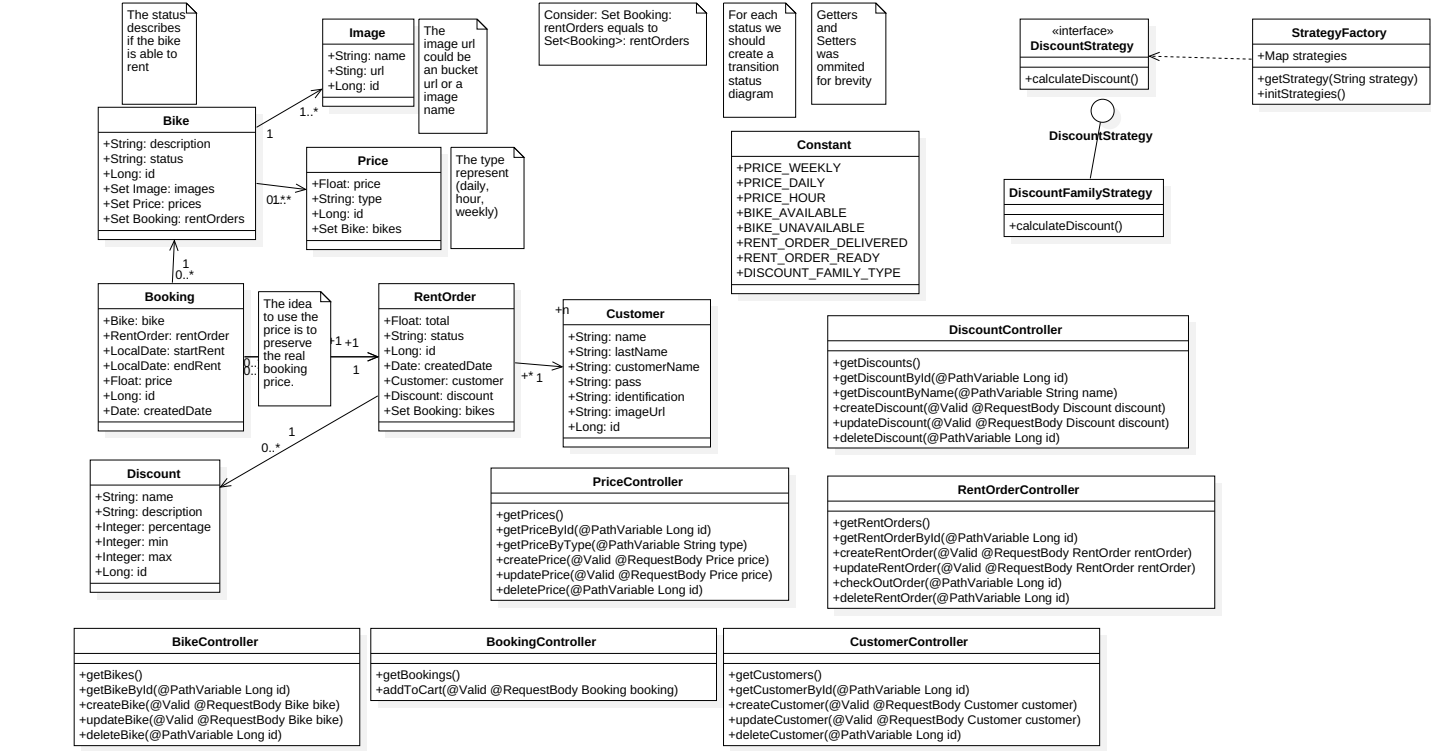 The status
describes
if the bike
is able to
rent
Image
+String: name
+Sting: url
+Long: id
The
image url
could be
an bucket
url or a
image
name
Consider: Set Booking:
rentOrders equals to
Set<Booking>: rentOrders
For each
status we
should
create a
transition
status
diagram
Getters
and
Setters
was
ommited
for brevity
«interface»
DiscountStrategy
+calculateDiscount()
StrategyFactory
+Map strategies
+getStrategy(String strategy)
+initStrategies()
DiscountStrategy
DiscountFamilyStrategy
+calculateDiscount()
Bike
+String: description
+String: status
+Long: id
+Set Image: images
+Set Price: prices
+Set Booking: rentOrders
1..*
1
Price
+Float: price
+String: type
+Long: id
+Set Bike: bikes
The type
represent
(daily,
hour,
weekly)
Constant
+PRICE_WEEKLY
+PRICE_DAILY
+PRICE_HOUR
+BIKE_AVAILABLE
+BIKE_UNAVAILABLE
+RENT_ORDER_DELIVERED
+RENT_ORDER_READY
+DISCOUNT_FAMILY_TYPE
1
0..*
Booking
+Bike: bike
+RentOrder: rentOrder
+LocalDate: startRent
+LocalDate: endRent
+Float: price
+Long: id
+Date: createdDate
0..
0..
The idea
to use the
price is to
preserve
the real
booking
price.
+1 +1
1
RentOrder
+Float: total
+String: status
+Long: id
+Date: createdDate
+Customer: customer
+Discount: discount
+Set Booking: bikes
+n
+* 1
Customer
+String: name
+String: lastName
+String: customerName
+String: pass
+String: identification
+String: imageUrl
+Long: id
1
0..*
Discount
+String: name
+String: description
+Integer: percentage
+Integer: min
+Integer: max
+Long: id
DiscountController
+getDiscounts()
+getDiscountById(@PathVariable Long id)
+getDiscountByName(@PathVariable String name)
+createDiscount(@Valid @RequestBody Discount discount)
+updateDiscount(@Valid @RequestBody Discount discount)
+deleteDiscount(@PathVariable Long id)
PriceController
+getPrices()
+getPriceById(@PathVariable Long id)
+getPriceByType(@PathVariable String type)
+createPrice(@Valid @RequestBody Price price)
+updatePrice(@Valid @RequestBody Price price)
+deletePrice(@PathVariable Long id)
RentOrderController
+getRentOrders()
+getRentOrderById(@PathVariable Long id)
+createRentOrder(@Valid @RequestBody RentOrder rentOrder)
+updateRentOrder(@Valid @RequestBody RentOrder rentOrder)
+checkOutOrder(@PathVariable Long id)
+deleteRentOrder(@PathVariable Long id)
BikeController
+getBikes()
+getBikeById(@PathVariable Long id)
+createBike(@Valid @RequestBody Bike bike)
+updateBike(@Valid @RequestBody Bike bike)
+deleteBike(@PathVariable Long id)
BookingController
+getBookings()
+addToCart(@Valid @RequestBody Booking booking)
CustomerController
+getCustomers()
+getCustomerById(@PathVariable Long id)
+createCustomer(@Valid @RequestBody Customer customer)
+updateCustomer(@Valid @RequestBody Customer customer)
+deleteCustomer(@PathVariable Long id)